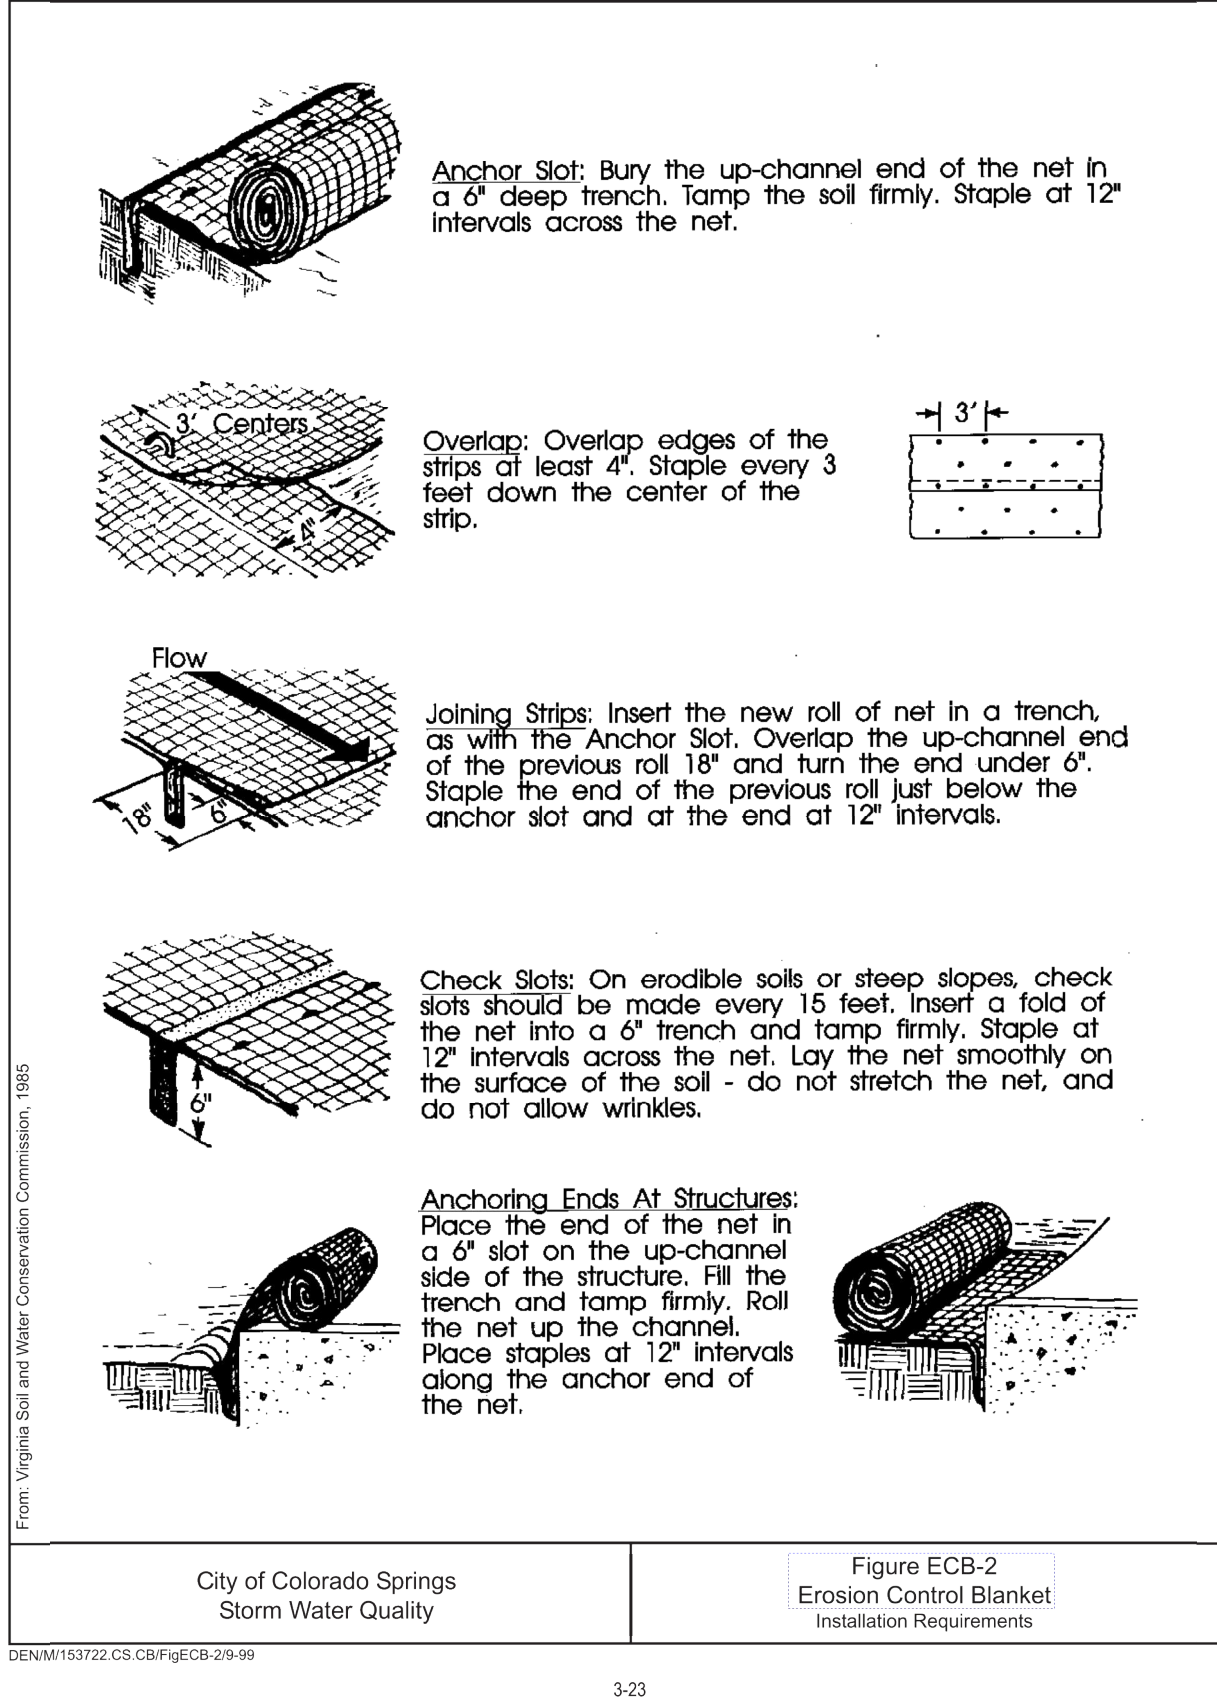 Anchor Slot: Bury the up-channel end of the net in
a 6" deep trench. Tamp the soil firmly. Staple at 12"
intervals across the net.
3' Centers
4"
Overlap: Overlap edges of the
strips at least 4". Staple every 3
feet down the center of the
strip.
3'
Flow
18"
6"
Joining Strips: Insert the new roll of net in a trench,
as with the Anchor Slot. Overlap the up-channel end
of the previous roll 18" and turn the end under 6".
Staple the end of the previous roll just below the
anchor slot and at the end at 12" intervals.
6"
Check Slots: On erodible soils or steep slopes, check
slots should be made every 15 feet. Insert a fold of
the net into a 6" trench and tamp firmly. Staple at
12" intervals across the net. Lay the net smoothly on
the surface of the soil - do not stretch the net, and
do not allow wrinkles.
Anchoring Ends At Structures:
Place the end of the net in
a 6" slot on the up-channel
side of the structure. Fill the
trench and tamp firmly. Roll
the net up the channel.
Place staples at 12" intervals
along the anchor end of
the net.
From: Virginia Soil and Water Conservation Commission, 1985
City of Colorado Springs
Storm Water Quality
Figure ECB-2
Erosion Control Blanket
Installation Requirements
DEN/M/153722.CS.CB/FigECB-2/9-99
3-23